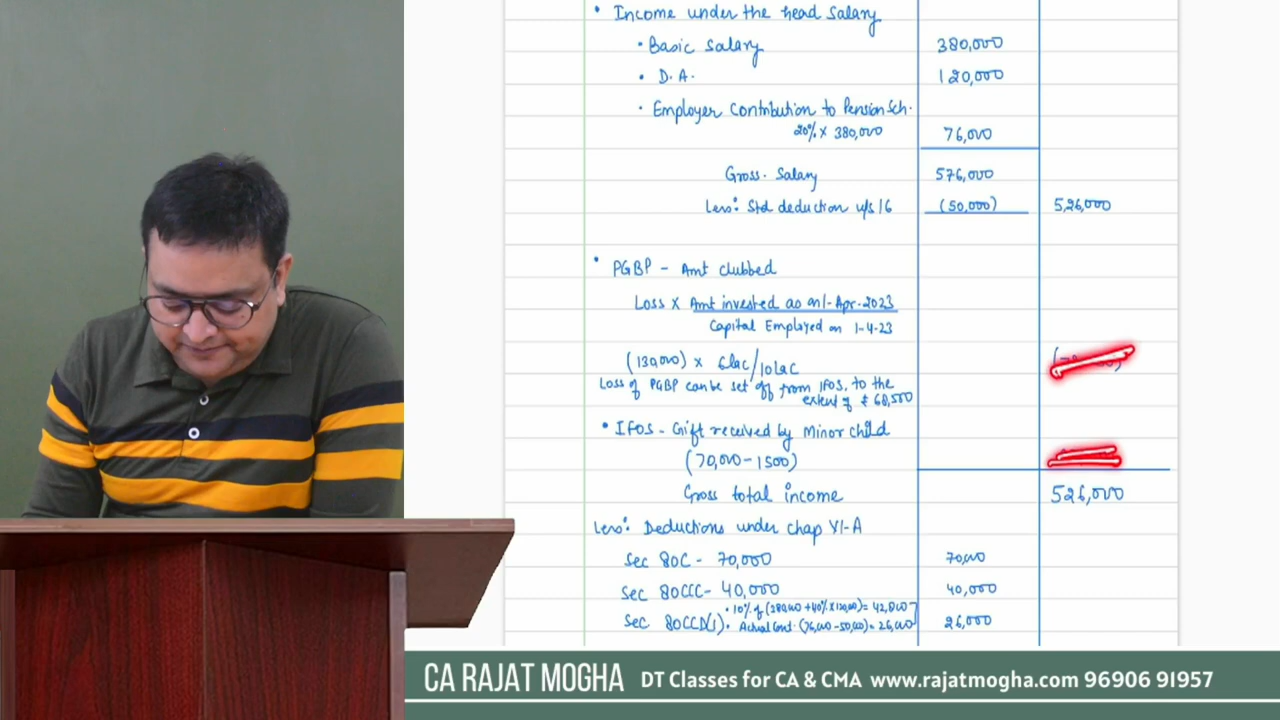 • Income under the head Salary
• Basic Salary 380,000
• D.A. 120,000
• Employer Contribution to Pension Sch.
20% x 380,000 76,000
Gross. Salary 576,000
Less: Std deduction u/s 16 (50,000) 5,26,000
• PGBP - Amt clubbed
Loss x Amt invested as on 1-Apr-2023
Capital Employed on 1-4-23
(130,000) x 6 lac/10 lac
Loss of PGBP can be set off from IFOS, to the
extent of ₹ 68,500
• IFOS - Gift received by Minor child
(70,000-1500)
Gross total income 526,000
Less: Deductions under chap VI-A
Sec 80C - 70,000 70,000
Sec 80CCC - 40,000 40,000
• 10% of (380,000 + 40% x 120,00) = 42,800
Sec 80CCD(1) • Actual Cont. (76,000-50,000) = 26,000 26,000
CA RAJAT MOGHA DT Classes for CA & CMA www.rajatmogha.com 96906 91957